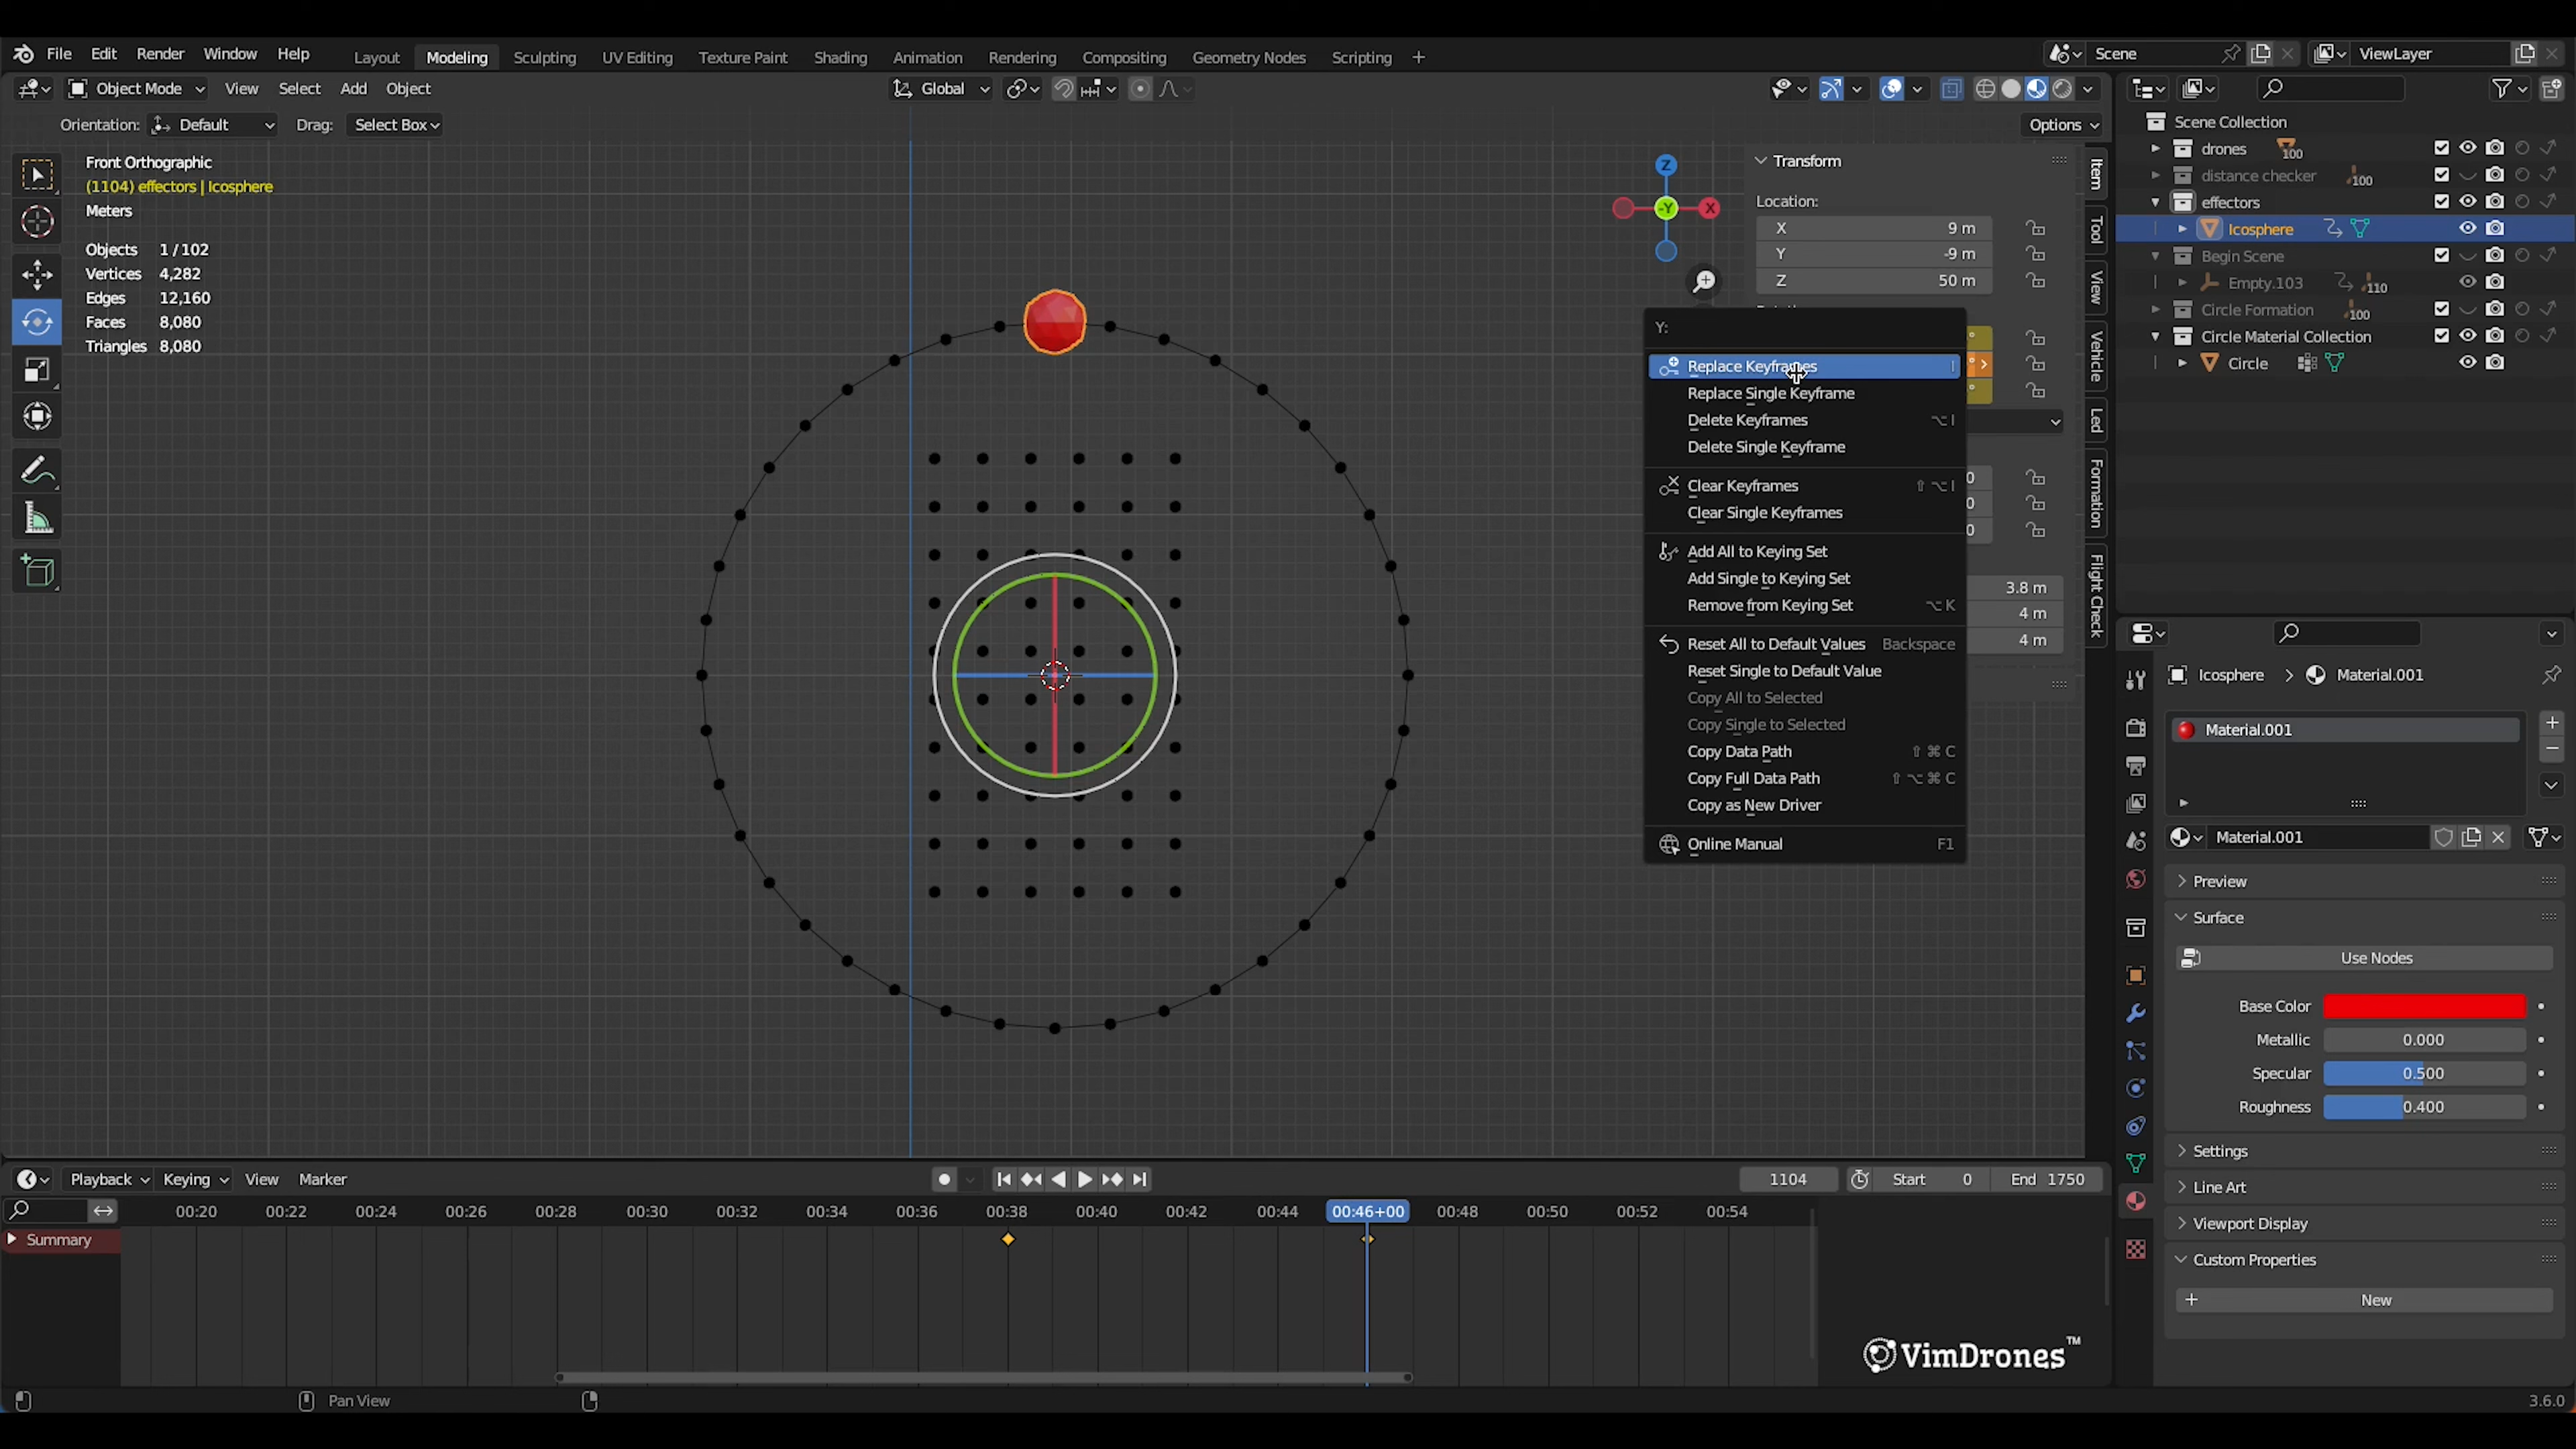 File Edit Render Window Help Layout Modeling Sculpting UV Editing Texture Paint Shading Animation Rendering Compositing Geometry Nodes Scripting + Scene ViewLayer
Object Mode View Select Add Object Global
Orientation: Default Drag: Select Box Options
Front Orthographic
(1104) effectors | Icosphere
Meters
Objects 1 / 102
Vertices 4,282
Edges 12,160
Faces 8,080
Triangles 8,080
Z
-Y
X
Transform
Location:
X 9 m
Y -9 m
Z 50 m
Y:
Replace Keyframes I
Replace Single Keyframe
Delete Keyframes ⌥ I
Delete Single Keyframe
Clear Keyframes ⇧ ⌥ I
Clear Single Keyframes
Add All to Keying Set
Add Single to Keying Set
Remove from Keying Set ⌥ K
Reset All to Default Values Backspace
Reset Single to Default Value
Copy All to Selected
Copy Single to Selected
Copy Data Path ⇧ ⌘ C
Copy Full Data Path ⇧ ⌥ ⌘ C
Copy as New Driver
Online Manual F1
0
0
0
3.8 m
4 m
4 m
Item
Tool
View
Vehicle
Led
Formation
Flight Check
Scene Collection
drones 100
distance checker 100
effectors
Icosphere
Begin Scene
Empty.103 110
Circle Formation 100
Circle Material Collection
Circle
Icosphere > Material.001
Material.001
Material.001
Preview
Surface
Use Nodes
Base Color
Metallic 0.000
Specular 0.500
Roughness 0.400
Settings
Line Art
Viewport Display
Custom Properties
+ New
Playback Keying View Marker 1104 Start 0 End 1750
00:20 00:22 00:24 00:26 00:28 00:30 00:32 00:34 00:36 00:38 00:40 00:42 00:44 00:46+00 00:48 00:50 00:52 00:54
Summary
VimDrones™
Pan View 3.6.0